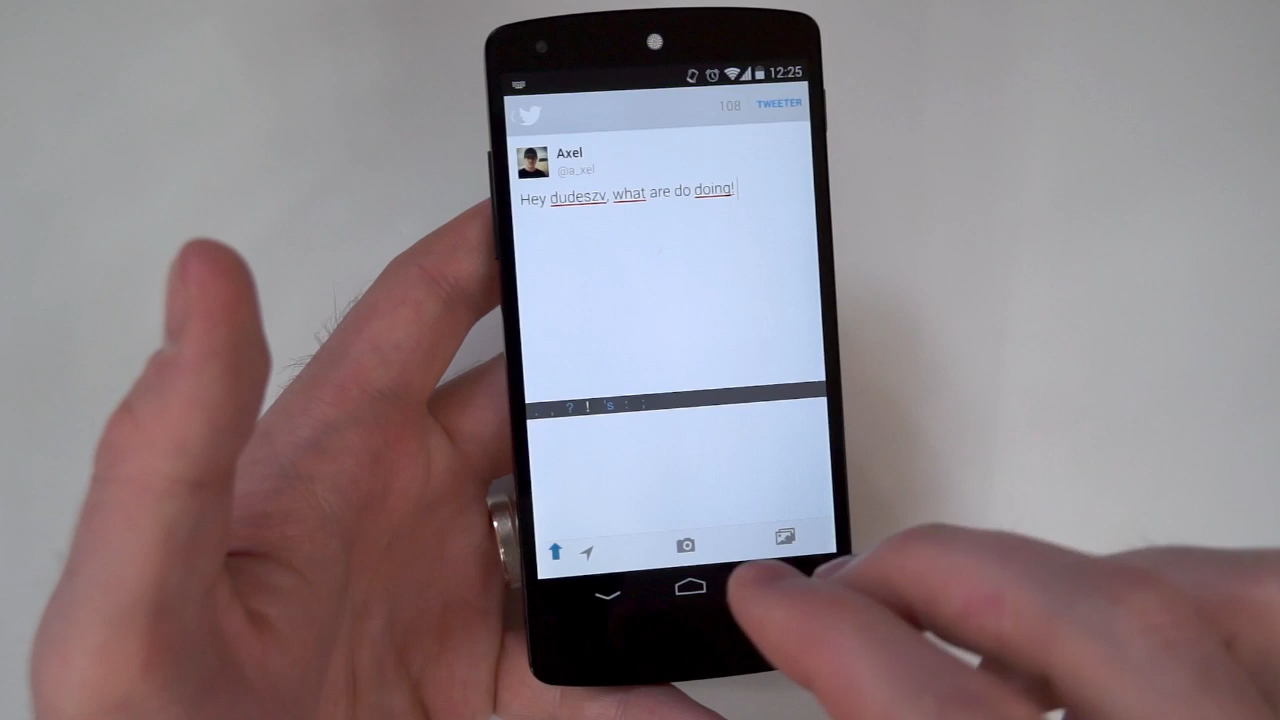 12:25
108 TWEETER
Axel
@a_xel
Hey dudeszv, what are do doing!
. , ? ! 's : ;